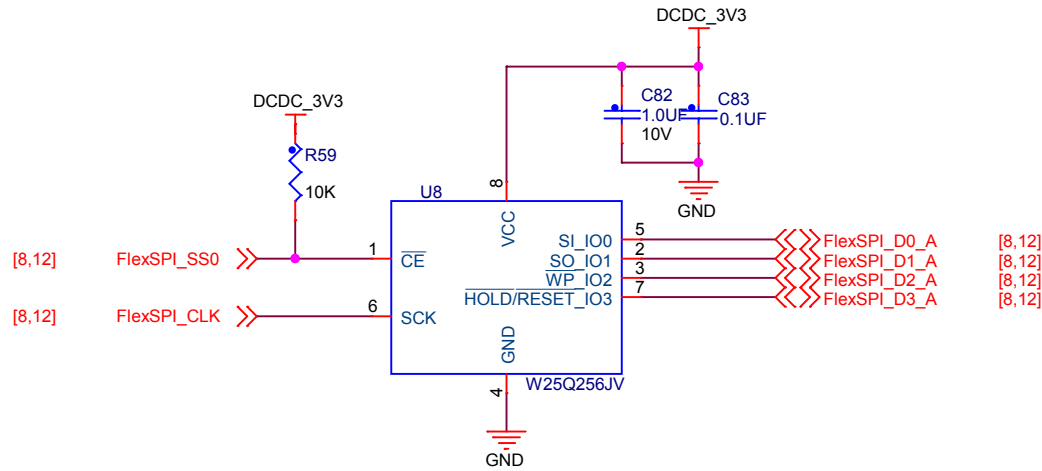 DCDC_3V3
DCDC_3V3
C82
1.0UF
10V
C83
0.1UF
R59
10K
GND
U8
8
VCC
[8,12] FlexSPI_SS0 1 CE
[8,12] FlexSPI_CLK 6 SCK
SI_IO0 5 FlexSPI_D0_A [8,12]
SO_IO1 2 FlexSPI_D1_A [8,12]
WP_IO2 3 FlexSPI_D2_A [8,12]
HOLD/RESET_IO3 7 FlexSPI_D3_A [8,12]
GND
4
W25Q256JV
GND